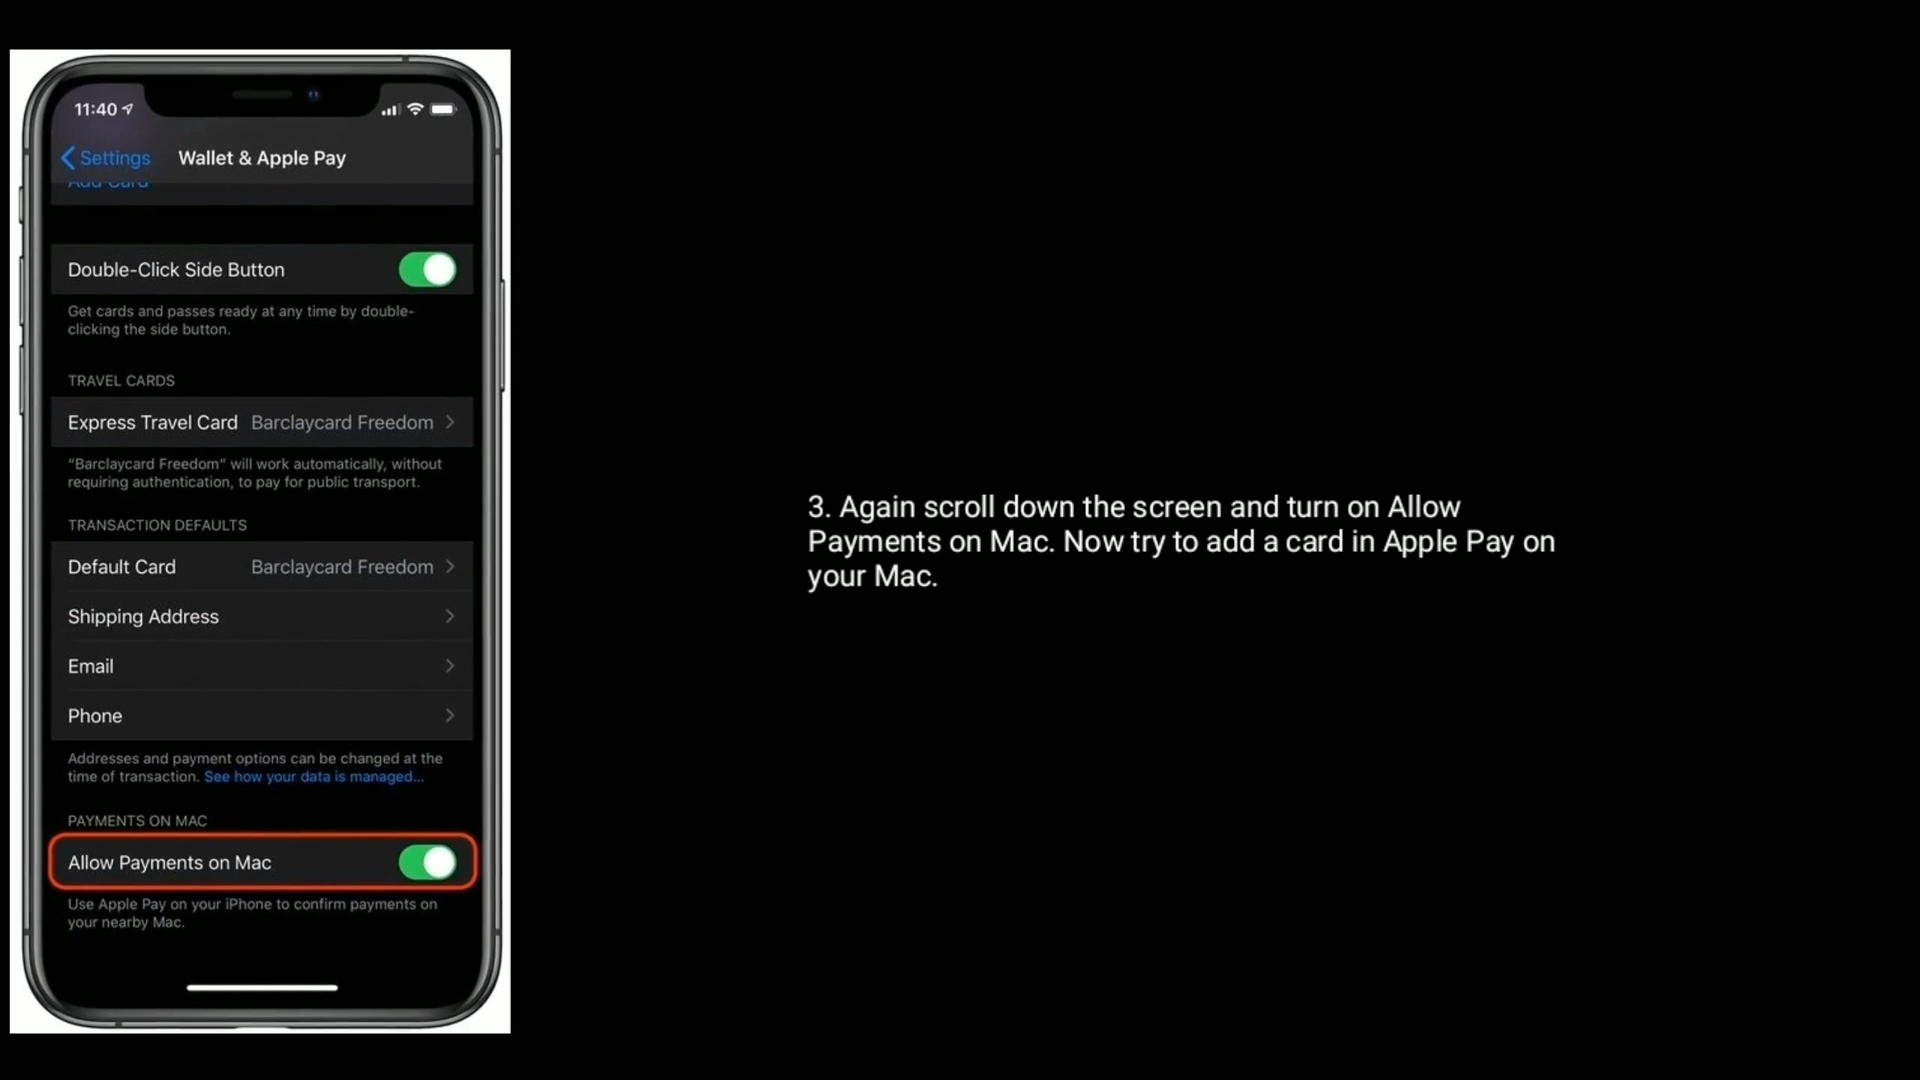 11:40
Settings
Wallet & Apple Pay
Add Card
Double-Click Side Button
Get cards and passes ready at any time by double-
clicking the side button.
TRAVEL CARDS
Express Travel Card Barclaycard Freedom
“Barclaycard Freedom” will work automatically, without
requiring authentication, to pay for public transport.
TRANSACTION DEFAULTS
Default Card Barclaycard Freedom
Shipping Address
Email
Phone
Addresses and payment options can be changed at the
time of transaction. See how your data is managed...
PAYMENTS ON MAC
Allow Payments on Mac
Use Apple Pay on your iPhone to confirm payments on
your nearby Mac.
3. Again scroll down the screen and turn on Allow
Payments on Mac. Now try to add a card in Apple Pay on
your Mac.